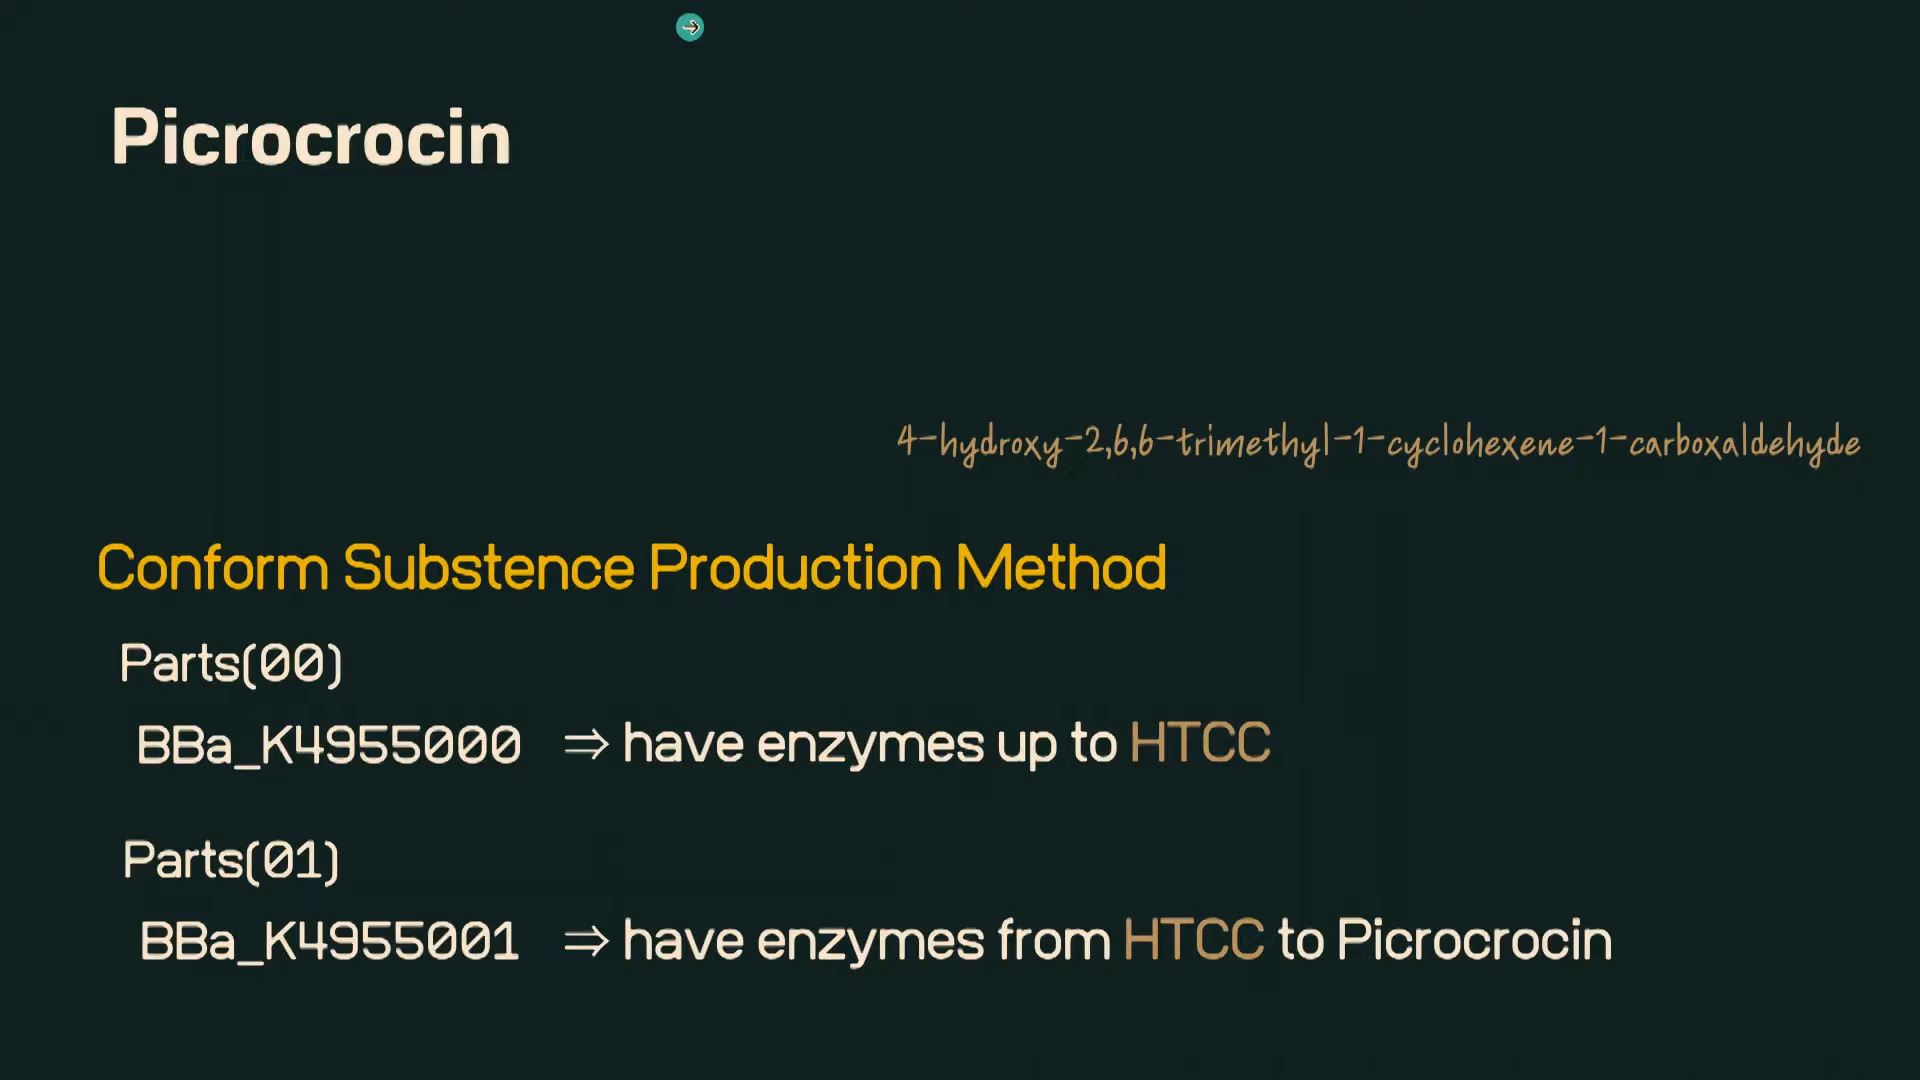 Picrocrocin
4-hydroxy-2,6,6-trimethyl-1-cyclohexene-1-carboxaldehyde
Conform Substence Production Method
Parts(00)
BBa_K4955000 ⇒ have enzymes up to HTCC
Parts(01)
BBa_K4955001 ⇒ have enzymes from HTCC to Picrocrocin